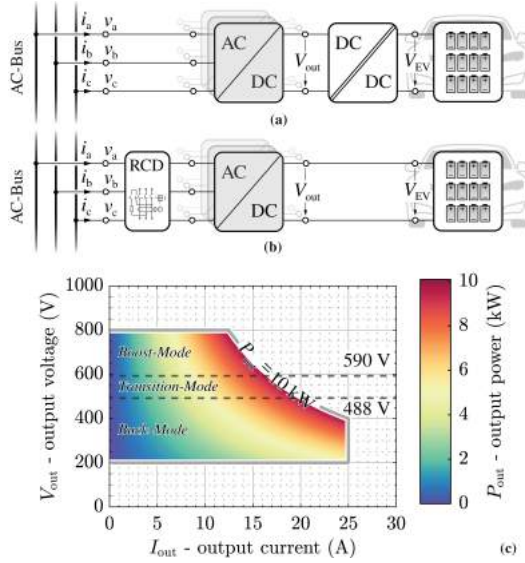 AC-Bus
i_a v_a
i_b v_b
i_c v_c
AC
DC
V_out
DC
DC
V_EV
(a)
AC-Bus
i_a v_a
i_b v_b
i_c v_c
RCD
AC
DC
V_out
V_EV
(b)
V_out - output voltage (V)
1000
800
600
400
200
0
Boost-Mode
Transition-Mode
Buck-Mode
= 10 kW
590 V
488 V
0 5 10 15 20 25 30
I_out - output current (A)
10
8
6
4
2
0
P_out - output power (kW)
(c)